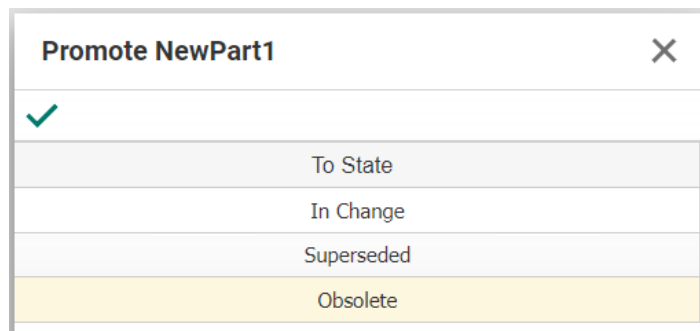 Promote NewPart1
To State
In Change
Superseded
Obsolete